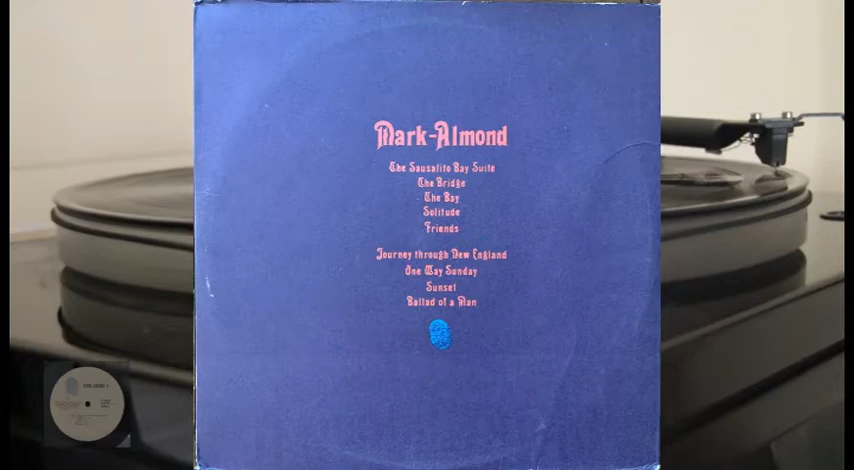 Mark-Almond
The Sausalito Bay Suite
The Bridge
The Bay
Solitude
Friends
Journey through New England
One Way Sunday
Sunset
Ballad of a Man